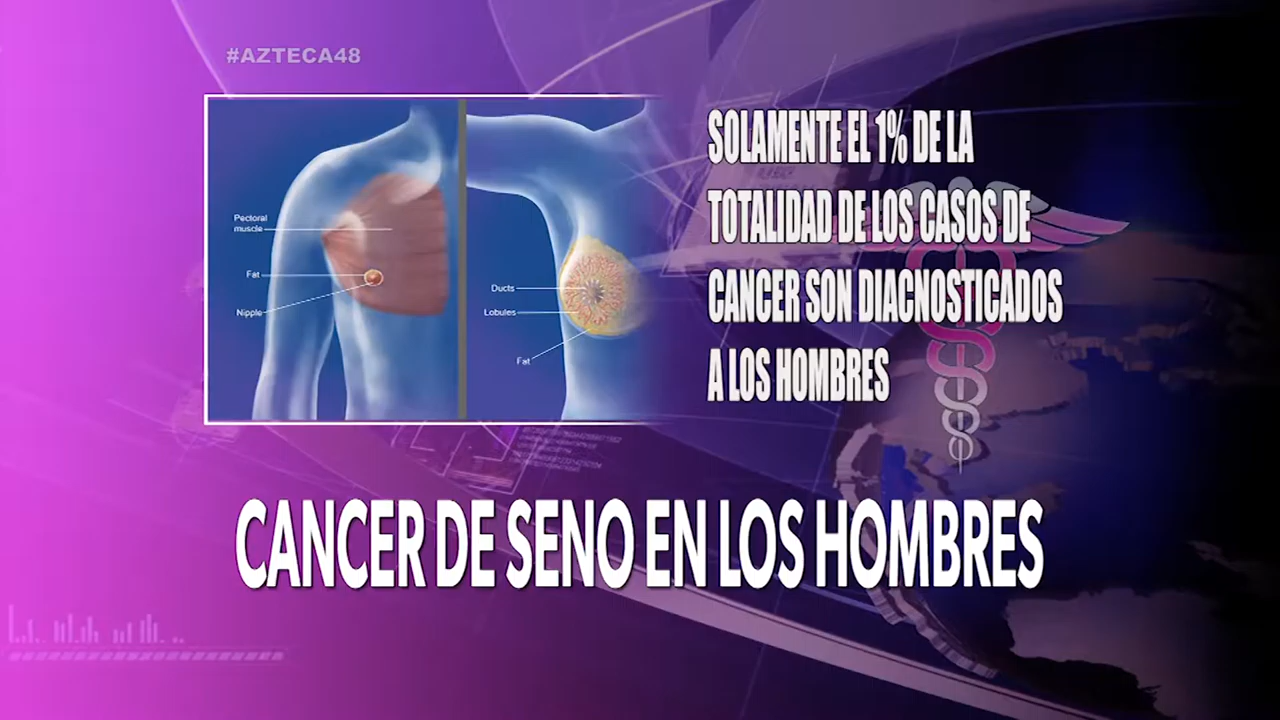 #AZTECA48
Pectoral
muscle
Fat
Nipple
Ducts
Lobules
Fat
SOLAMENTE EL 1% DE LA
TOTALIDAD DE LOS CASOS DE
CANCER SON DIAGNOSTICADOS
A LOS HOMBRES
CANCER DE SENO EN LOS HOMBRES